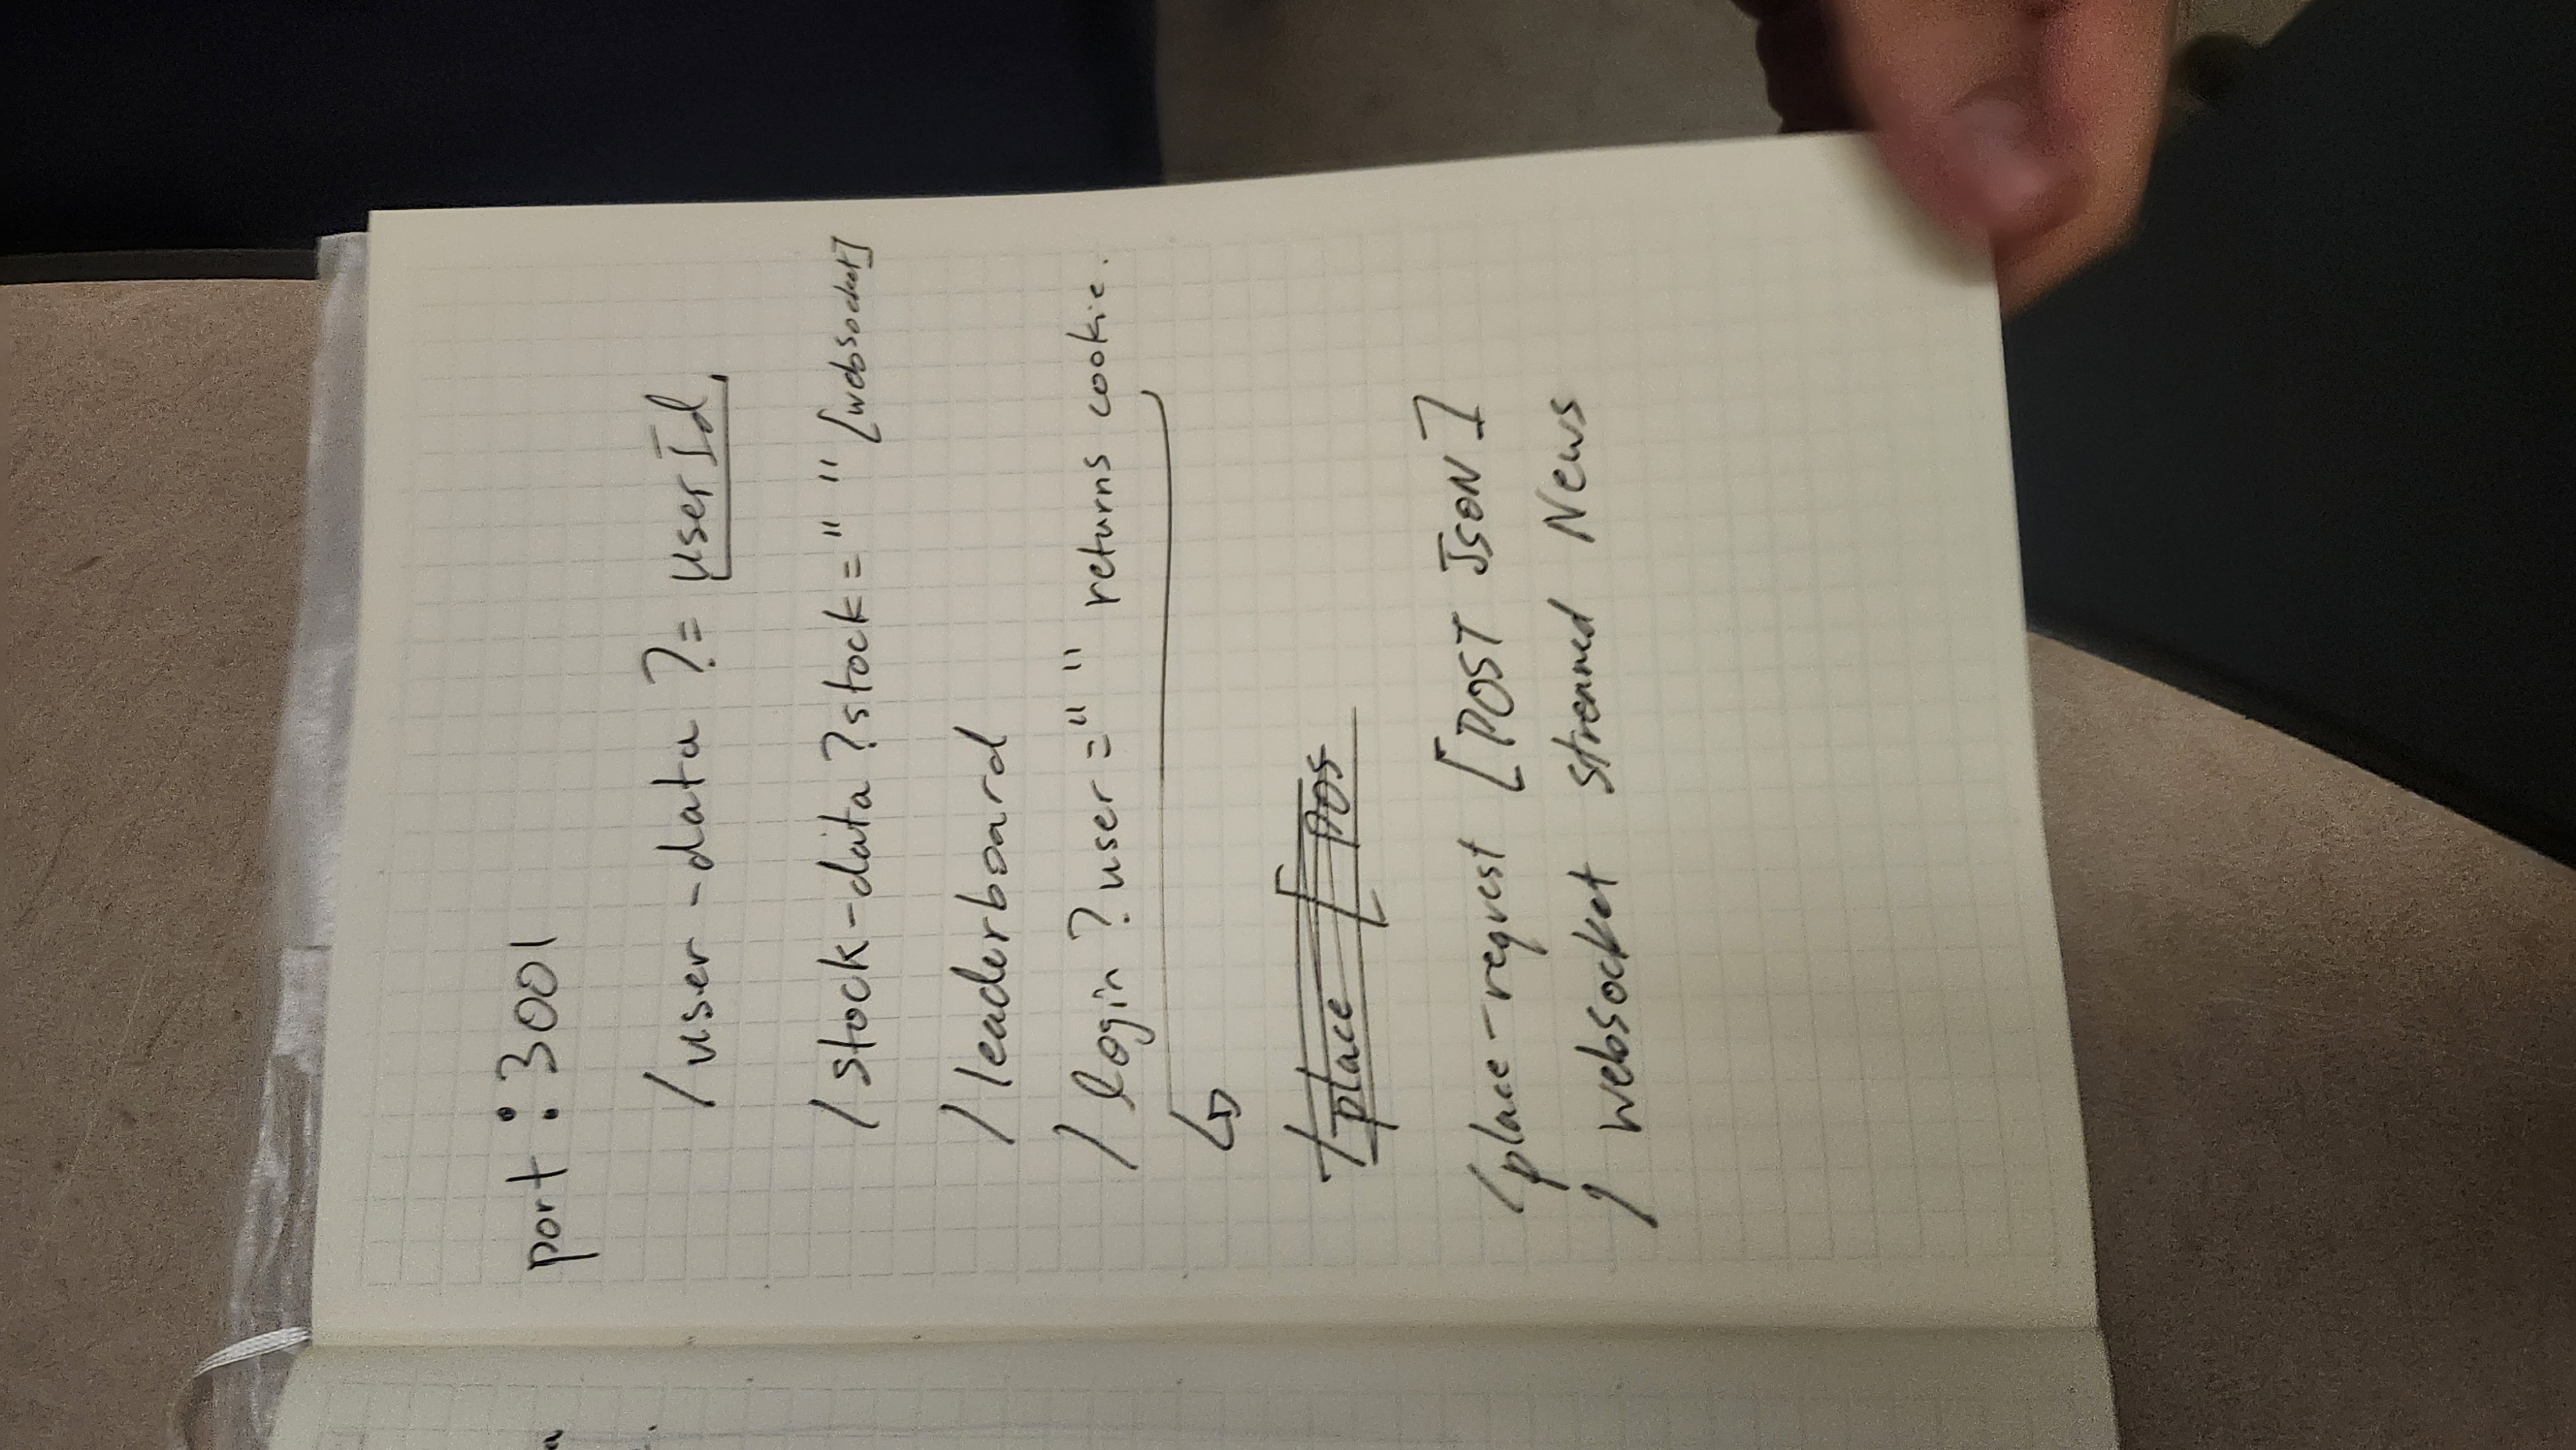 port :3001
/user-data ?= userId
/stock-data ?stock=" " [websocket]
/leaderboard
/login ?user=" " returns cookie.
/place [ POS
/place-request [POST JSON]
/ websocket streamed News